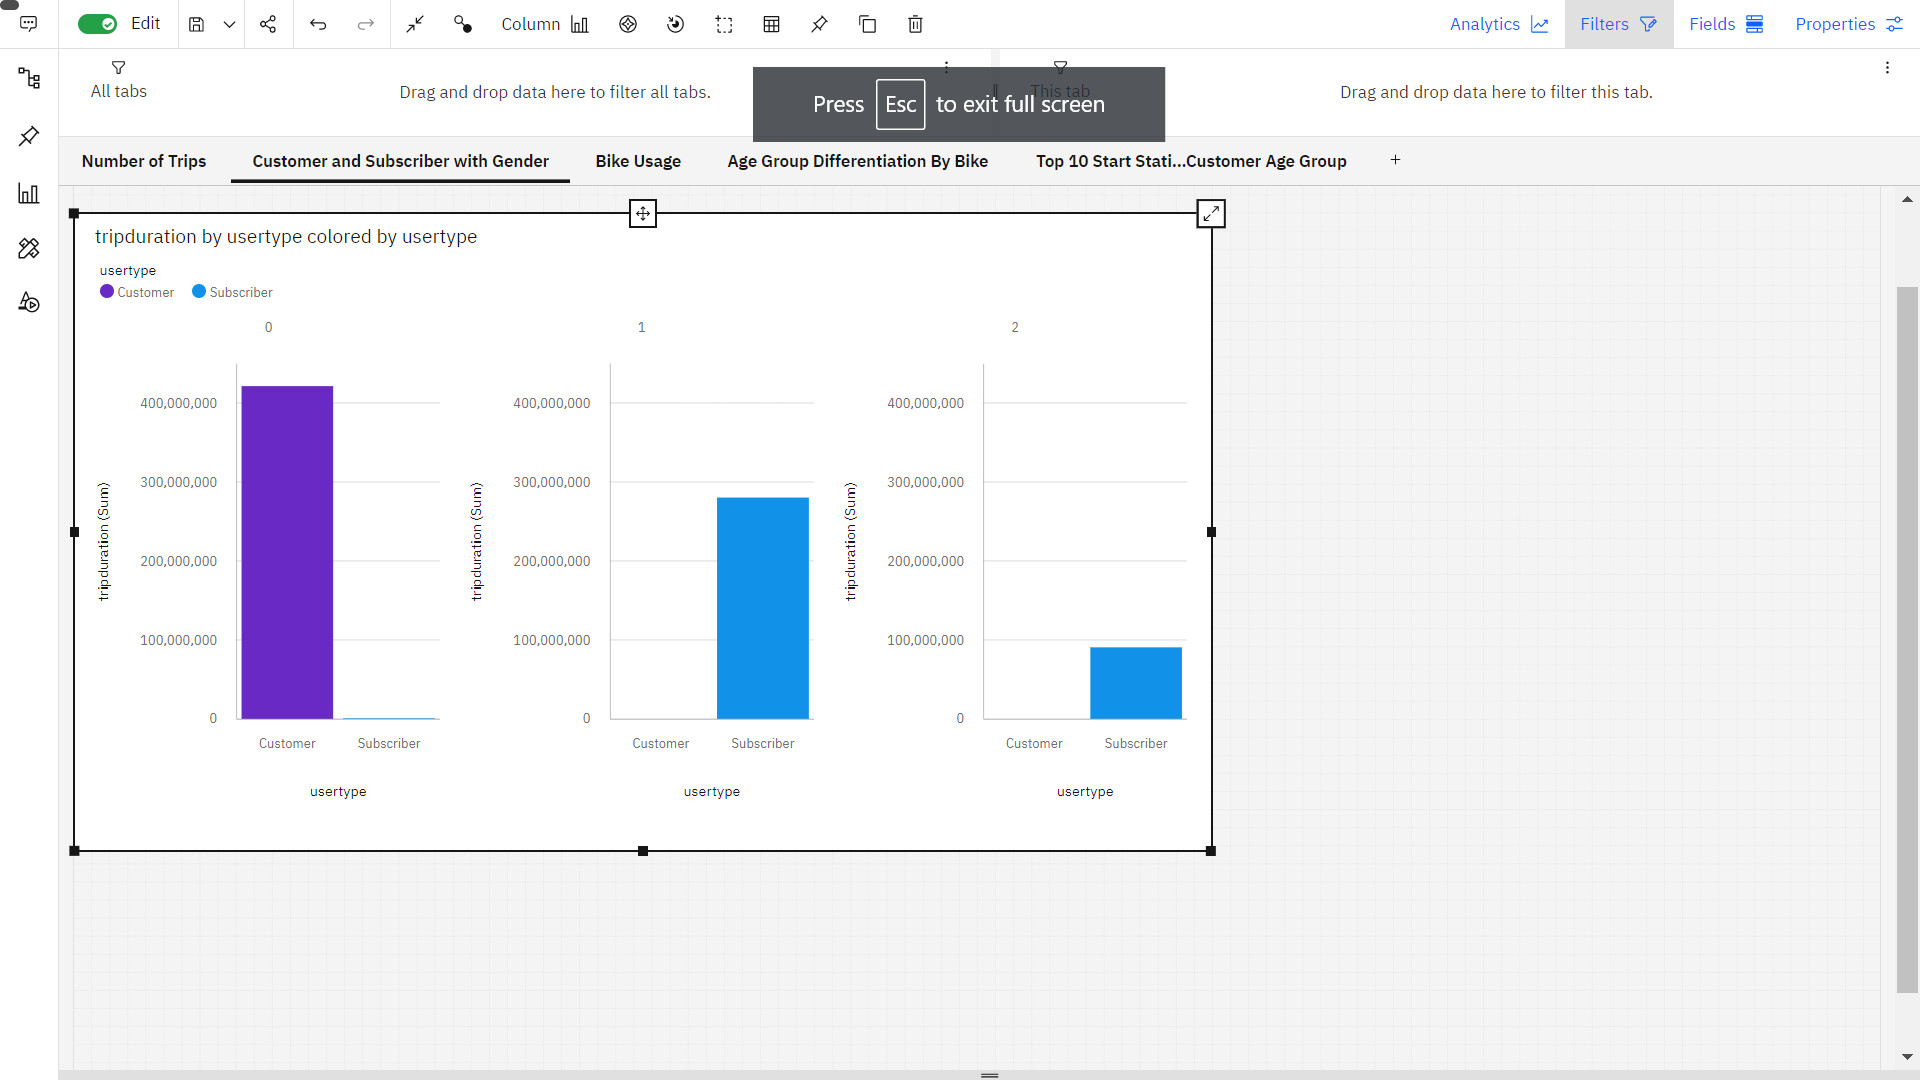 Edit
Column
Analytics
Filters
Fields
Properties
All tabs
Drag and drop data here to filter all tabs.
This tab
Drag and drop data here to filter this tab.
Press Esc to exit full screen
Number of Trips
Customer and Subscriber with Gender
Bike Usage
Age Group Differentiation By Bike
Top 10 Start Stati...Customer Age Group
+
tripduration by usertype colored by usertype
usertype
Customer Subscriber
0
tripduration (Sum)
400,000,000
300,000,000
200,000,000
100,000,000
0
Customer Subscriber
usertype
1
tripduration (Sum)
400,000,000
300,000,000
200,000,000
100,000,000
0
Customer Subscriber
usertype
2
tripduration (Sum)
400,000,000
300,000,000
200,000,000
100,000,000
0
Customer Subscriber
usertype